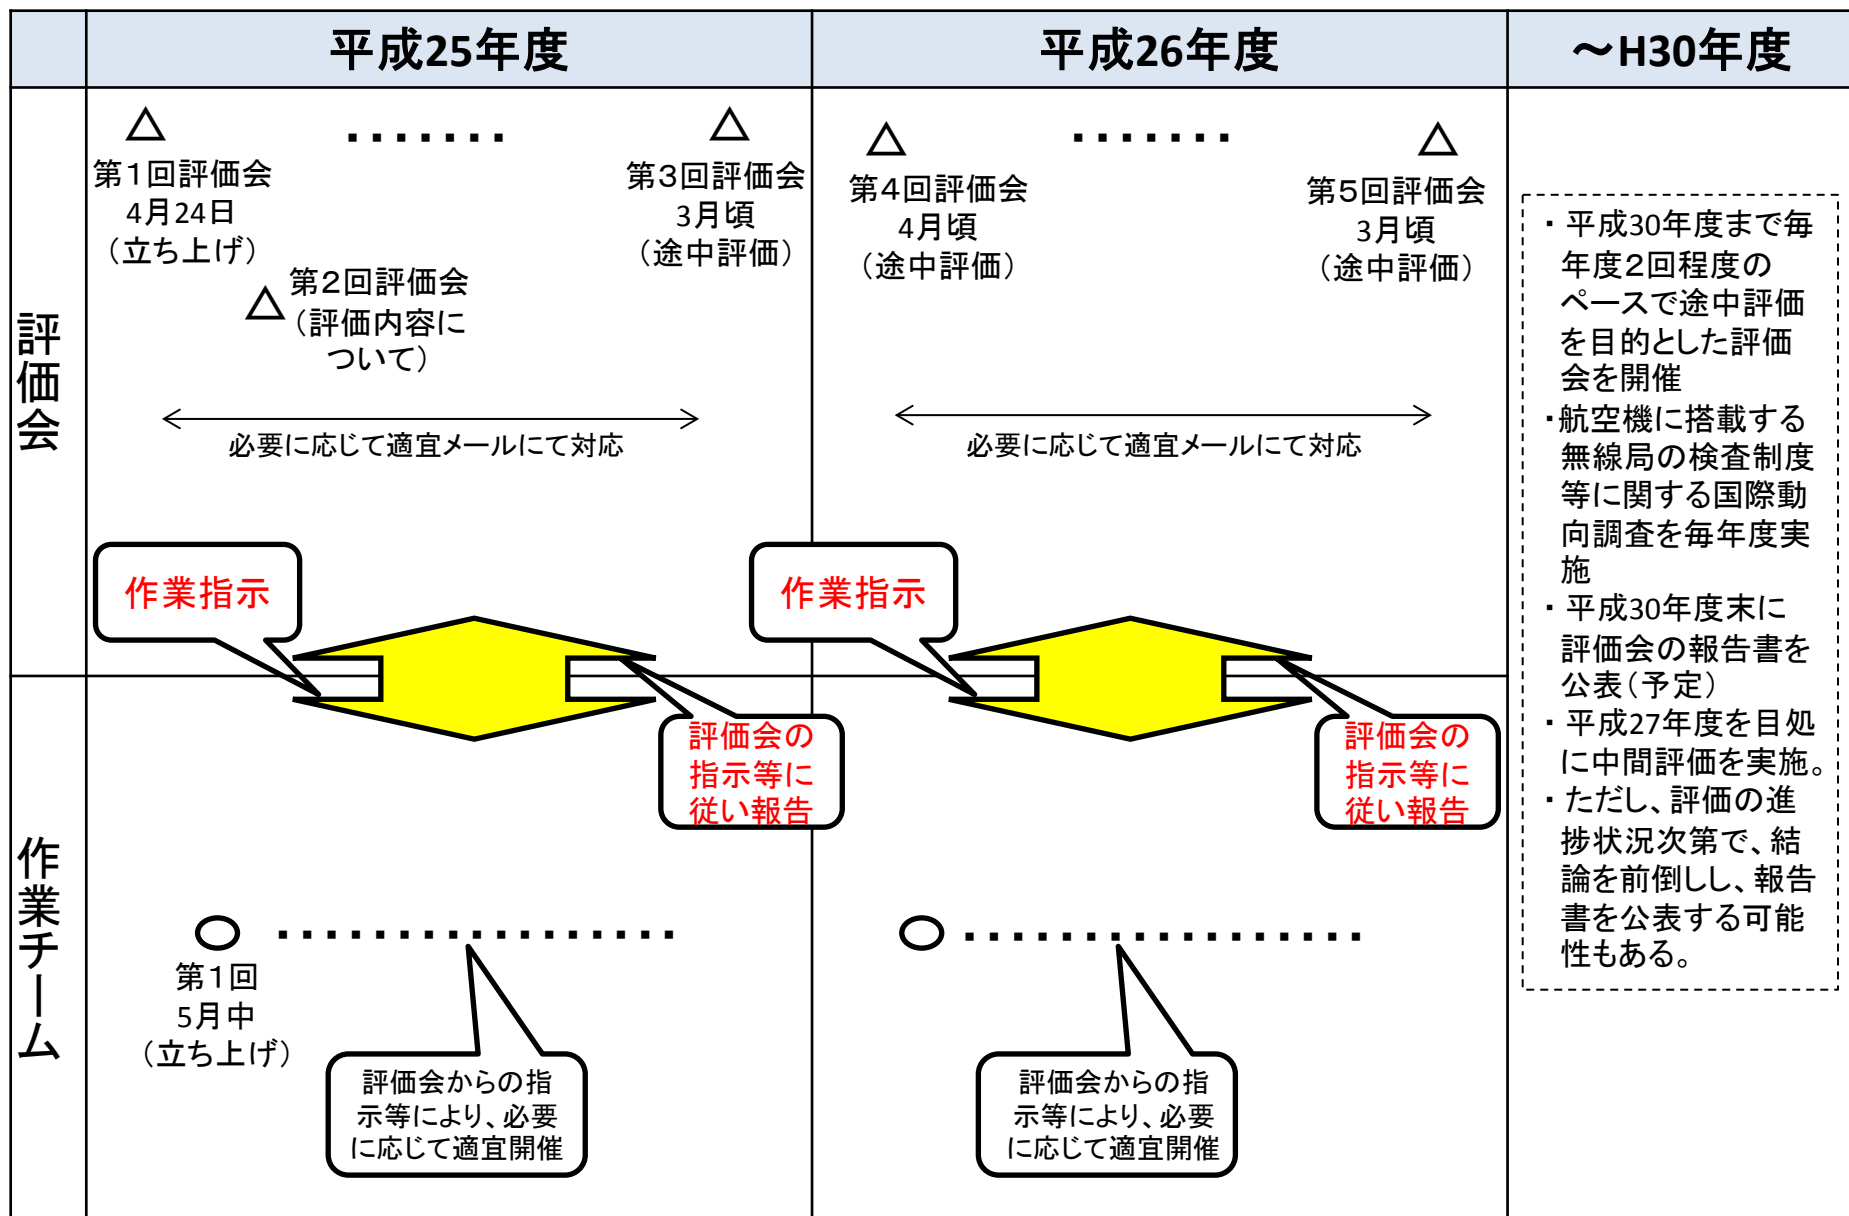 平成25年度
平成26年度
～H30年度
評価会
第1回評価会
4月24日
（立ち上げ）
・・・・・・・
第3回評価会
3月頃
（途中評価）
第2回評価会
（評価内容に
ついて）
必要に応じて適宜メールにて対応
第4回評価会
4月頃
（途中評価）
・・・・・・・
第5回評価会
3月頃
（途中評価）
必要に応じて適宜メールにて対応
作業指示
評価会の
指示等に
従い報告
作業指示
評価会の
指示等に
従い報告
作業チーム
第1回
5月中
（立ち上げ）
評価会からの指
示等により、必要
に応じて適宜開催
評価会からの指
示等により、必要
に応じて適宜開催
・平成30年度まで毎
年度2回程度の
ペースで途中評価
を目的とした評価
会を開催
・航空機に搭載する
無線局の検査制度
等に関する国際動
向調査を毎年度実
施
・平成30年度末に
評価会の報告書を
公表（予定）
・平成27年度を目処
に中間評価を実施。
・ただし、評価の進
捗状況次第で、結
論を前倒しし、報告
書を公表する可能
性もある。